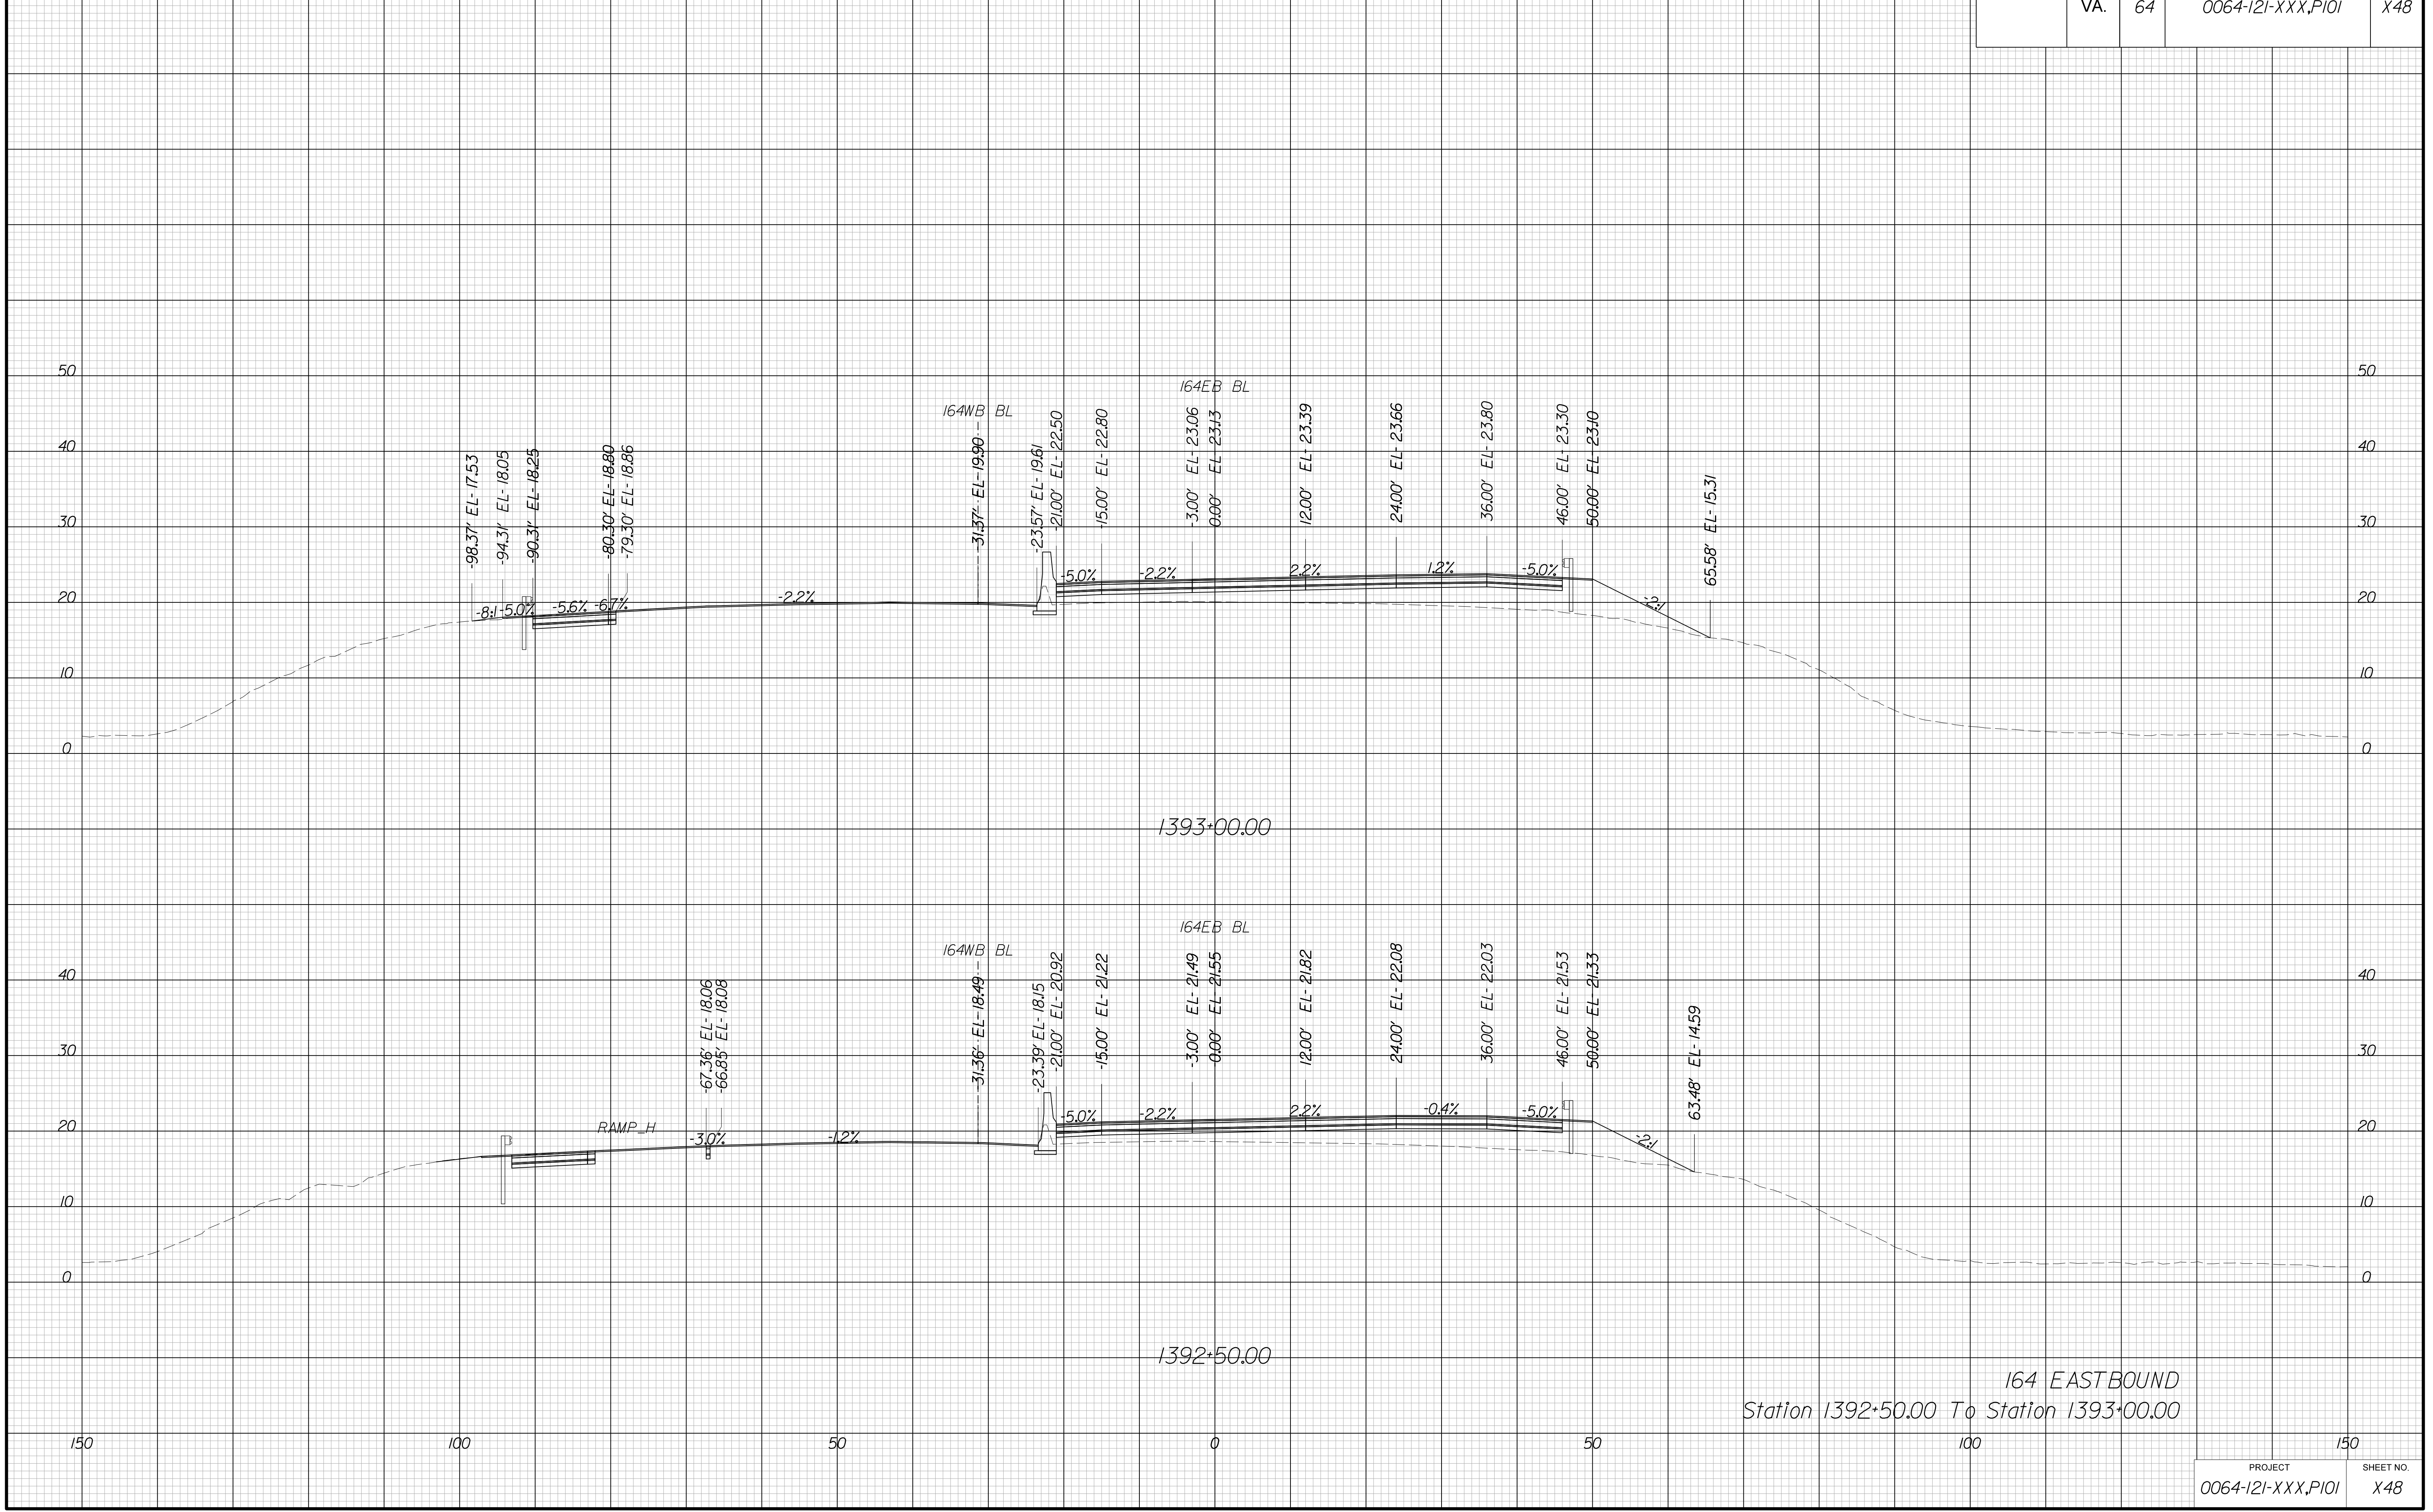 VA. 64 0064-121-XXX,P101 X48
50 50
I64EB BL
I64WB BL
40 40
-98.37' EL- 17.53
-94.31' EL- 18.05
-90.31' EL- 18.25
-80.30' EL- 18.80
-79.30' EL- 18.86
-31.37' EL- 19.90
-23.57' EL- 19.61
-21.00' EL- 22.50
-15.00' EL- 22.80
-3.00' EL- 23.06
0.00' EL- 23.13
12.00' EL- 23.39
24.00' EL- 23.66
36.00' EL- 23.80
46.00' EL- 23.30
50.00' EL- 23.10
65.58' EL- 15.31
30 30
-8:1 -5.0% -5.6% -6.7% -2.2% -5.0% -2.2% 2.2% 1.2% -5.0% -2:1
20 20
10 10
0 0
1393+00.00
I64EB BL
I64WB BL
40 40
-67.36' EL- 18.06
-66.85' EL- 18.08
-31.36' EL- 18.49
-23.39' EL- 18.15
-21.00' EL- 20.92
-15.00' EL- 21.22
-3.00' EL- 21.49
0.00' EL- 21.55
12.00' EL- 21.82
24.00' EL- 22.08
36.00' EL- 22.03
46.00' EL- 21.53
50.00' EL- 21.33
63.48' EL- 14.59
30 30
RAMP_H -3.0% -1.2% -5.0% -2.2% 2.2% -0.4% -5.0% -2:1
20 20
10 10
0 0
1392+50.00
I64 EASTBOUND
Station 1392+50.00 To Station 1393+00.00
150 100 50 0 50 100 150
PROJECT SHEET NO.
0064-121-XXX,P101 X48